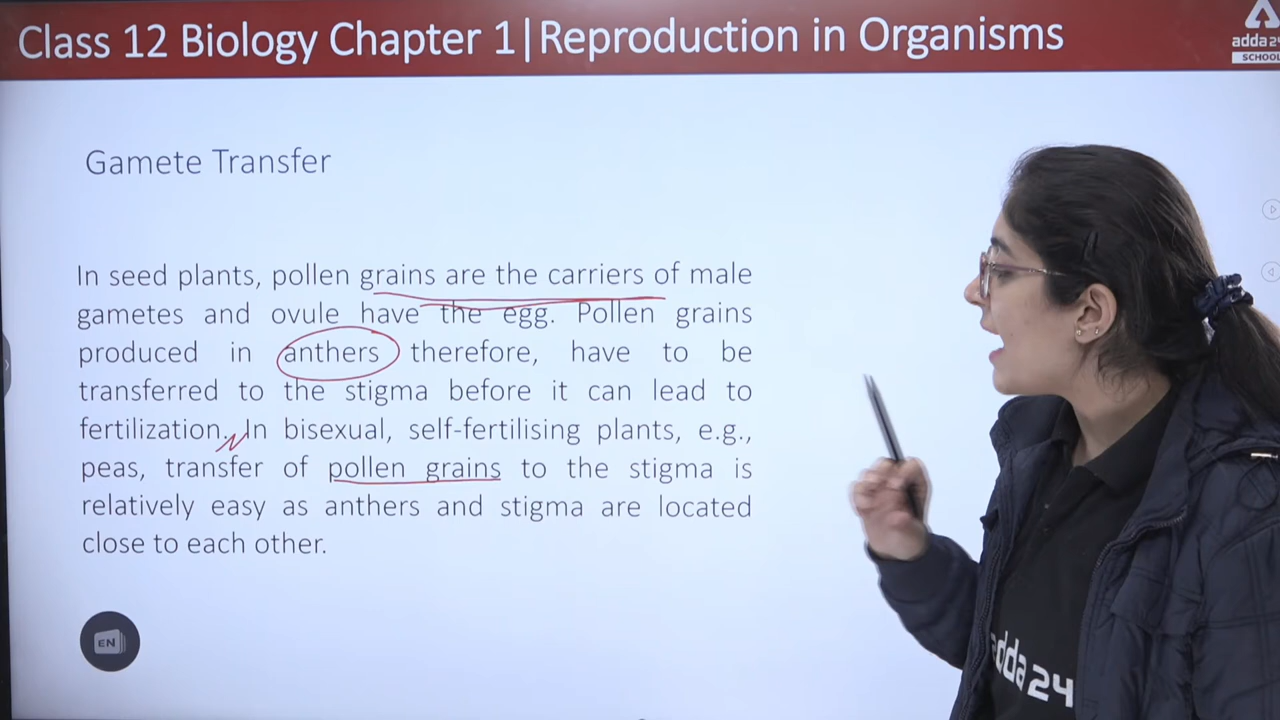 Class 12 Biology Chapter 1|Reproduction in Organisms
adda24
SCHOOL
Gamete Transfer
In seed plants, pollen grains are the carriers of male
gametes and ovule have the egg. Pollen grains
produced in anthers therefore, have to be
transferred to the stigma before it can lead to
fertilization. In bisexual, self-fertilising plants, e.g.,
peas, transfer of pollen grains to the stigma is
relatively easy as anthers and stigma are located
close to each other.
EN
adda 24